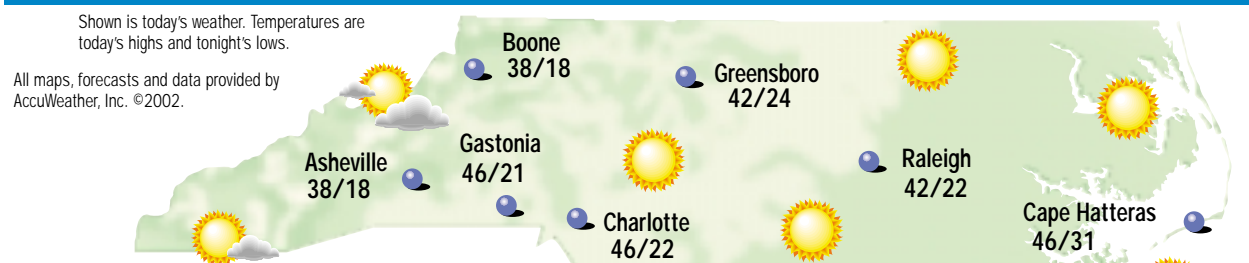 Shown is today's weather. Temperatures are
today's highs and tonight's lows.
All maps, forecasts and data provided by
AccuWeather, Inc. ©2002.
Boone
38/18
Greensboro
42/24
Gastonia
46/21
Asheville
38/18
Raleigh
42/22
Charlotte
46/22
Cape Hatteras
46/31